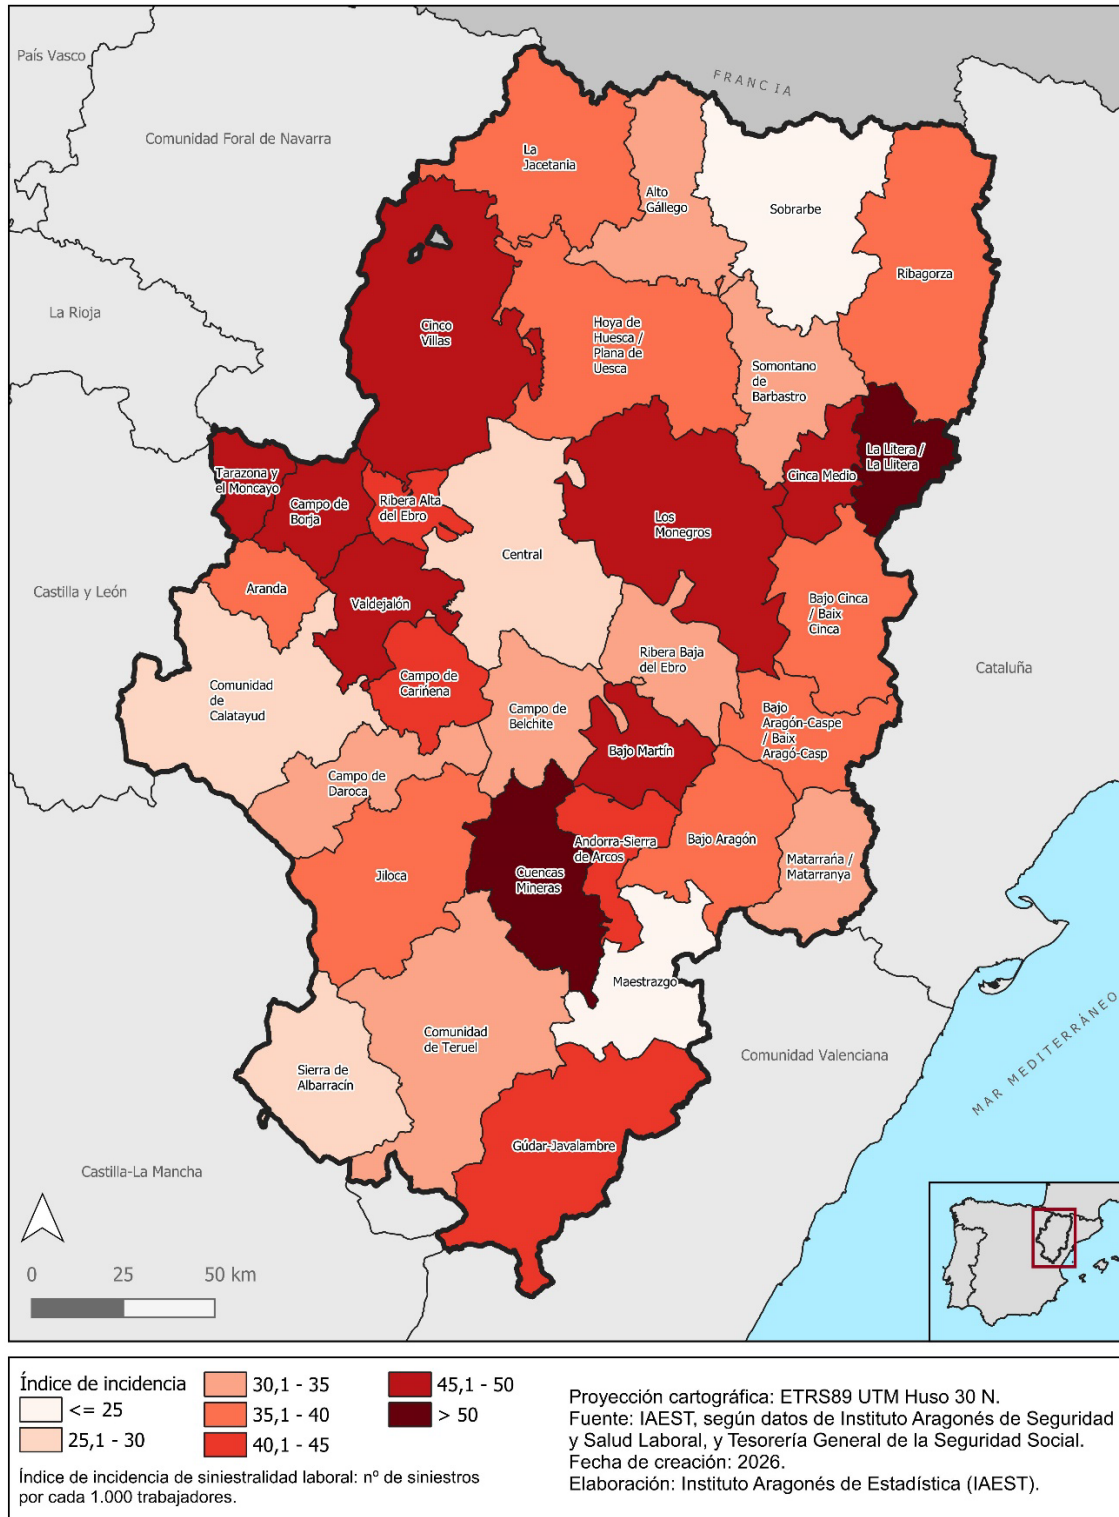 País Vasco
FRANCIA
Comunidad Foral de Navarra
La
Jacetania
Alto
Gállego
Sobrarbe
Ribagorza
La Rioja
Cinco
Villas
Hoya de
Huesca /
Plana de
Uesca
Somontano
de
Barbastro
Tarazona y
el Moncayo
Campo de
Borja
Ribera Alta
del Ebro
La Litera /
La Llitera
Cinca Medio
Los
Monegros
Central
Castilla y León
Aranda
Valdejalón
Bajo Cinca
/ Baix
Cinca
Ribera Baja
del Ebro
Cataluña
Comunidad
de
Calatayud
Campo de
Cariñena
Campo de
Belchite
Bajo
Aragón-Caspe
/ Baix
Aragó-Casp
Bajo Martín
Campo de
Daroca
Jiloca
Cuencas
Mineras
Andorra-Sierra
de Arcos
Bajo Aragón
Matarraña /
Matarranya
Maestrazgo
Comunidad
de Teruel
Sierra de
Albarracín
Comunidad Valenciana
MAR MEDITERRÁNEO
Gúdar-Javalambre
Castilla-La Mancha
0 25 50 km
Índice de incidencia
<= 25
25,1 - 30
30,1 - 35
35,1 - 40
40,1 - 45
45,1 - 50
> 50
Índice de incidencia de siniestralidad laboral: nº de siniestros
por cada 1.000 trabajadores.
Proyección cartográfica: ETRS89 UTM Huso 30 N.
Fuente: IAEST, según datos de Instituto Aragonés de Seguridad
y Salud Laboral, y Tesorería General de la Seguridad Social.
Fecha de creación: 2026.
Elaboración: Instituto Aragonés de Estadística (IAEST).